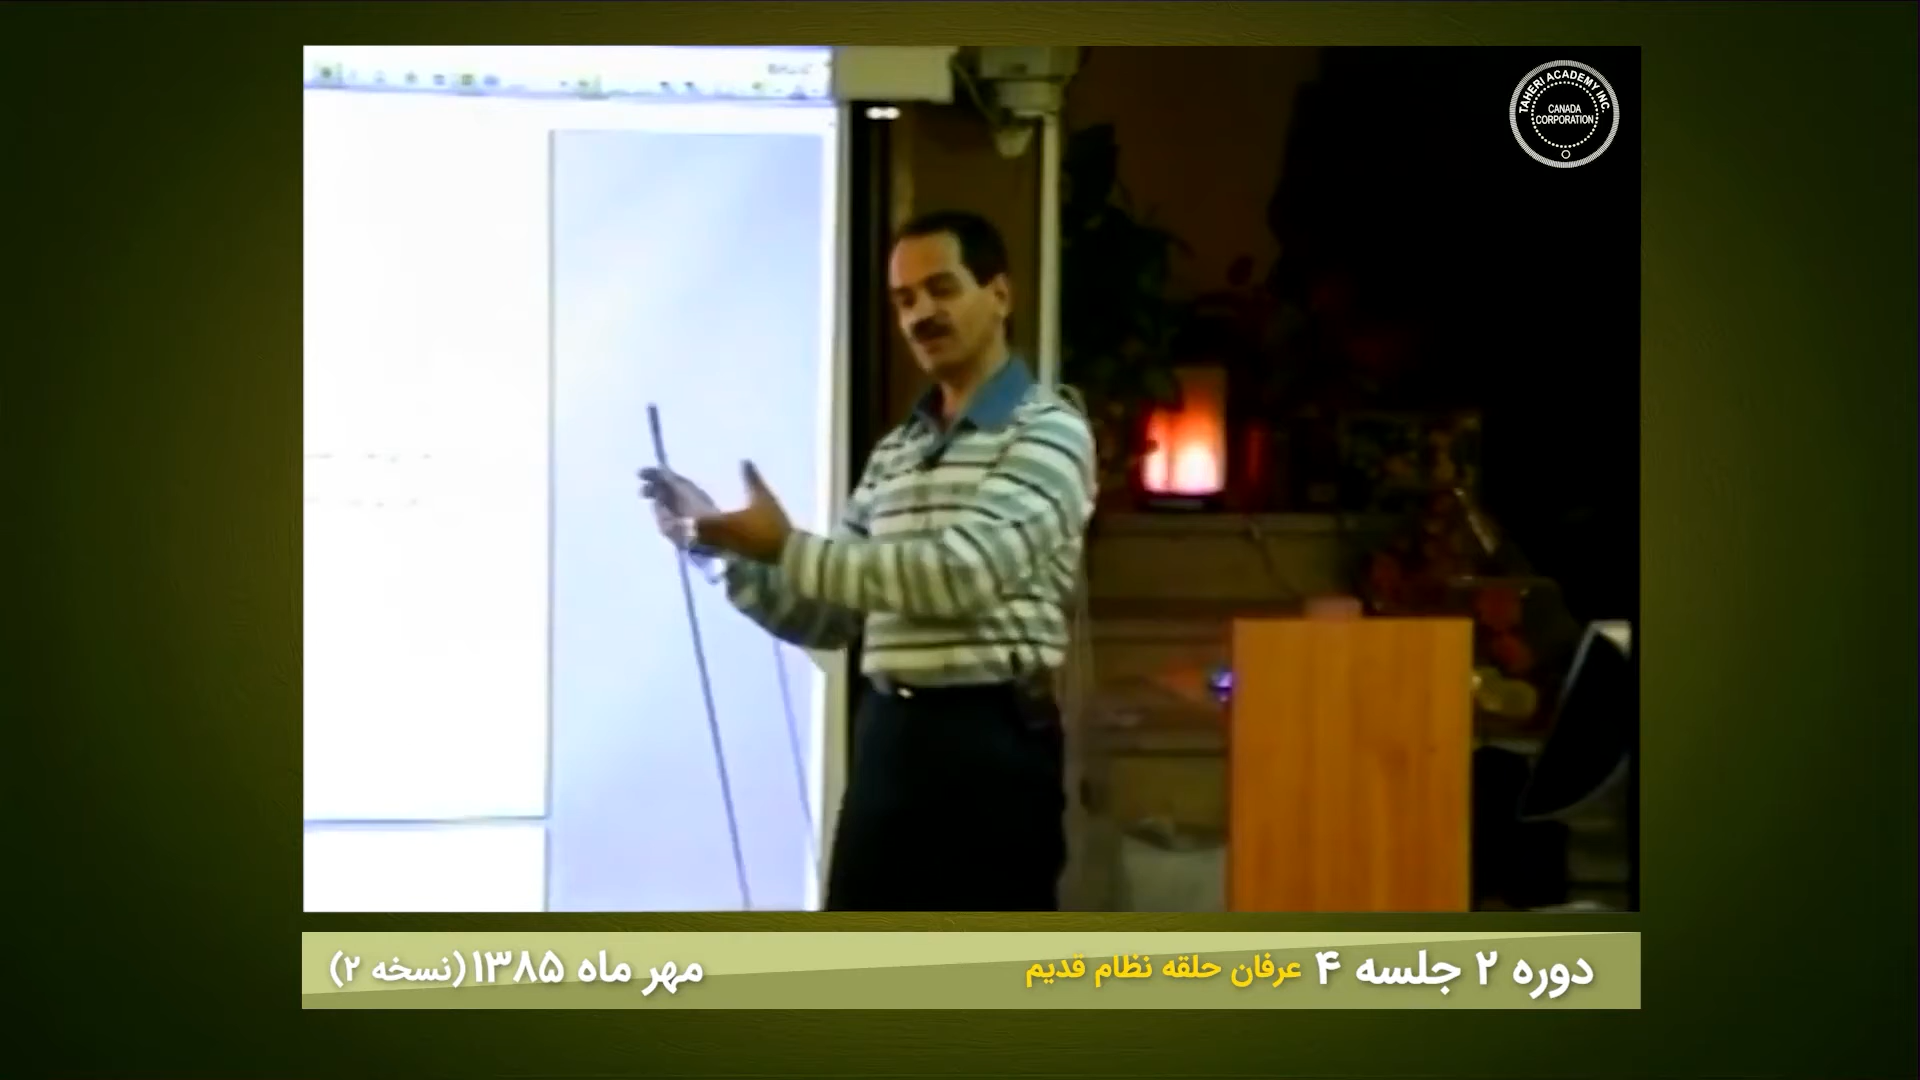 TAHERI ACADEMY INC.
CANADA
CORPORATION
دوره ۲ جلسه ۴ عرفان حلقه نظام قدیم
مهر ماه ۱۳۸۵ (نسخه ۲)